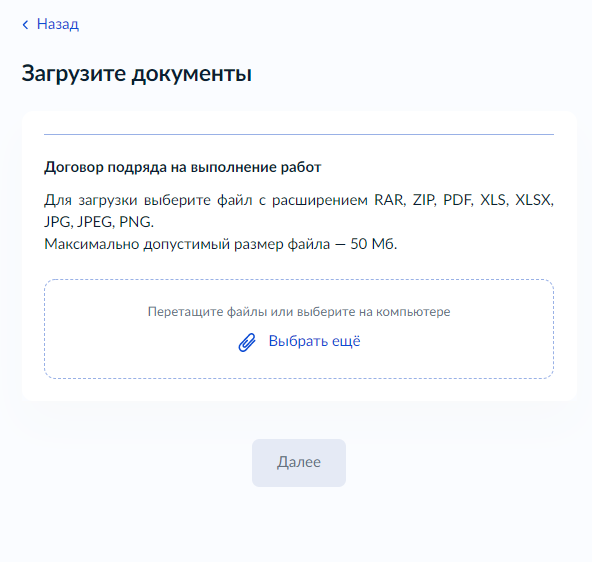 Назад
Загрузите документы
Договор подряда на выполнение работ
Для загрузки выберите файл с расширением RAR, ZIP, PDF, XLS, XLSX,
JPG, JPEG, PNG.
Максимально допустимый размер файла — 50 Мб.
Перетащите файлы или выберите на компьютере
Выбрать ещё
Далее